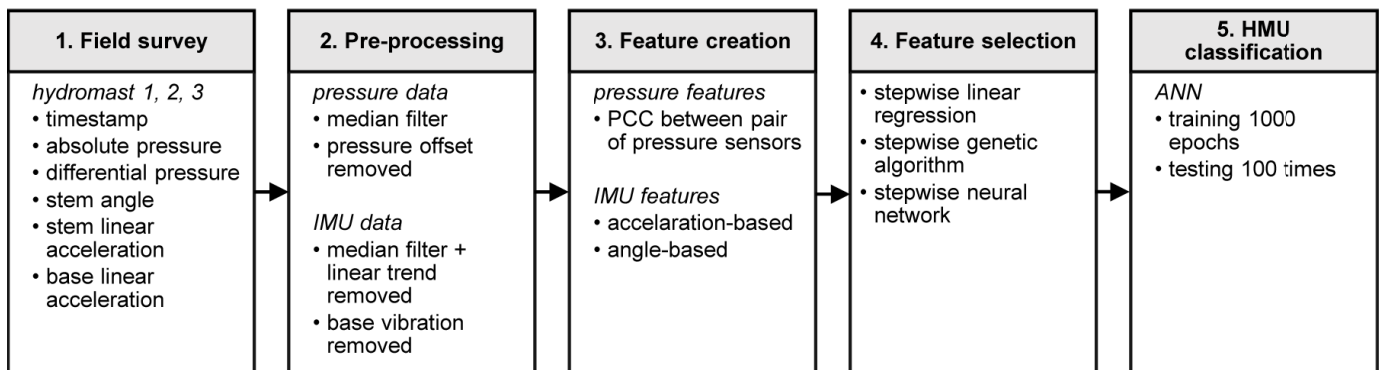 1. Field survey
hydromast 1, 2, 3
• timestamp
• absolute pressure
• differential pressure
• stem angle
• stem linear
acceleration
• base linear
acceleration
2. Pre-processing
pressure data
• median filter
• pressure offset
removed
IMU data
• median filter +
linear trend
removed
• base vibration
removed
3. Feature creation
pressure features
• PCC between pair
of pressure sensors
IMU features
• accelaration-based
• angle-based
4. Feature selection
• stepwise linear
regression
• stepwise genetic
algorithm
• stepwise neural
network
5. HMU
classification
ANN
• training 1000
epochs
• testing 100 times